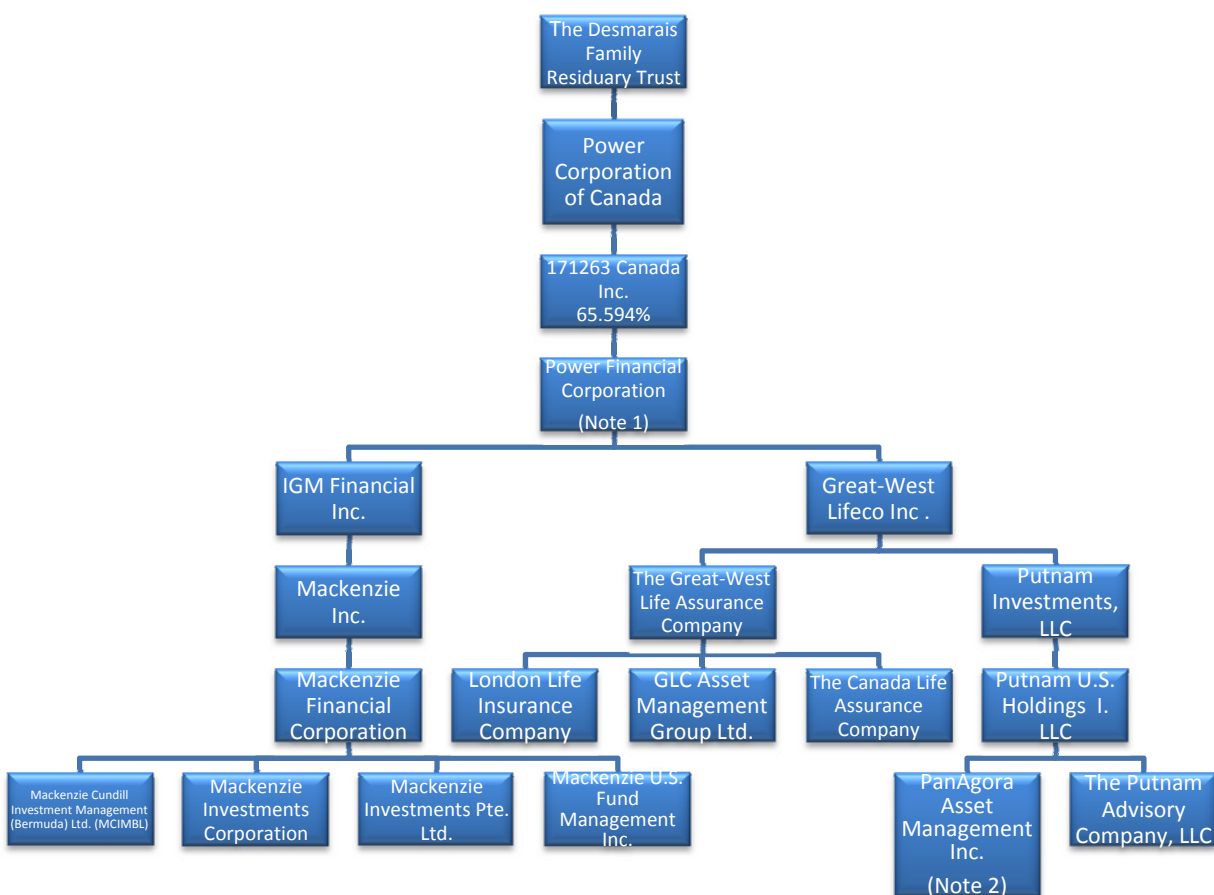 The Desmarais
Family
Residuary Trust
Power
Corporation
of Canada
171263 Canada
Inc.
65.594%
Power Financial
Corporation
(Note 1)
IGM Financial
Inc.
Great-West
Lifeco Inc .
Mackenzie
Inc.
The Great-West
Life Assurance
Company
Putnam
Investments,
LLC
Mackenzie
Financial
Corporation
London Life
Insurance
Company
GLC Asset
Management
Group Ltd.
The Canada Life
Assurance
Company
Putnam U.S.
Holdings I.
LLC
Mackenzie Cundill
Investment Management
(Bermuda) Ltd. (MCIMBL)
Mackenzie
Investments
Corporation
Mackenzie
Investments Pte.
Ltd.
Mackenzie U.S.
Fund
Management
Inc.
PanAgora
Asset
Management
Inc.
(Note 2)
The Putnam
Advisory
Company, LLC